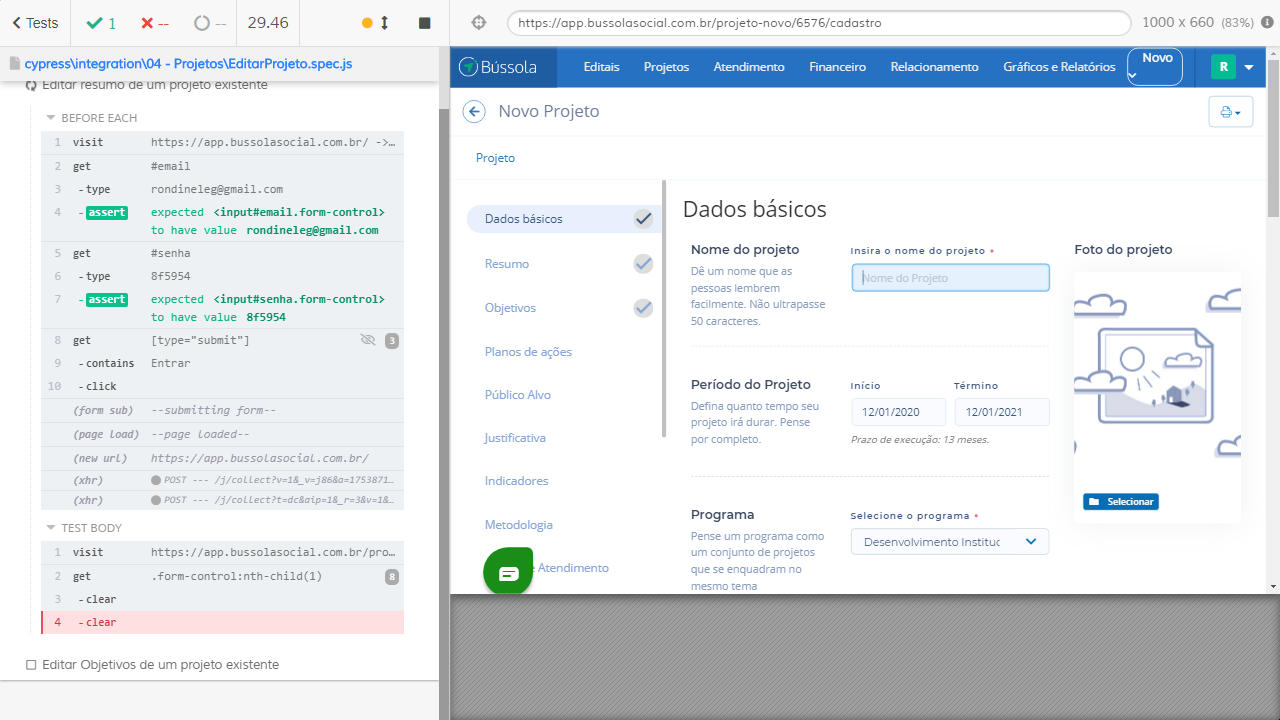 Tests
1
--
--
29.46
cypress\integration\04 - Projetos\EditarProjeto.spec.js
Editar resumo de um projeto existente
BEFORE EACH
1 visit https://app.bussolasocial.com.br/ ->…
2 get #email
3 -type rondineleg@gmail.com
4 -assert expected <input#email.form-control> to have value rondineleg@gmail.com
5 get #senha
6 -type 8f5954
7 -assert expected <input#senha.form-control> to have value 8f5954
8 get [type="submit"] 3
9 -contains Entrar
10 -click
(form sub) --submitting form--
(page load) --page loaded--
(new url) https://app.bussolasocial.com.br/
(xhr) POST --- /j/collect?v=1&_v=j86&a=1753871…
(xhr) POST --- /j/collect?t=dc&aip=1&_r=3&v=1&…
TEST BODY
1 visit https://app.bussolasocial.com.br/pro…
2 get .form-control:nth-child(1) 8
3 -clear
4 -clear
Editar Objetivos de um projeto existente
https://app.bussolasocial.com.br/projeto-novo/6576/cadastro
1000 x 660 (83%)
Bússola
Editais
Projetos
Atendimento
Financeiro
Relacionamento
Gráficos e Relatórios
Novo
R
Novo Projeto
Projeto
Dados básicos
Resumo
Objetivos
Planos de ações
Público Alvo
Justificativa
Indicadores
Metodologia
e Atendimento
Dados básicos
Nome do projeto
Dê um nome que as
pessoas lembrem
facilmente. Não ultrapasse
50 caracteres.
Insira o nome do projeto *
Nome do Projeto
Foto do projeto
Selecionar
Período do Projeto
Defina quanto tempo seu
projeto irá durar. Pense
por completo.
Início
Término
12/01/2020
12/01/2021
Prazo de execução: 13 meses.
Programa
Pense um programa como
um conjunto de projetos
que se enquadram no
mesmo tema
Selecione o programa *
Desenvolvimento Instituc